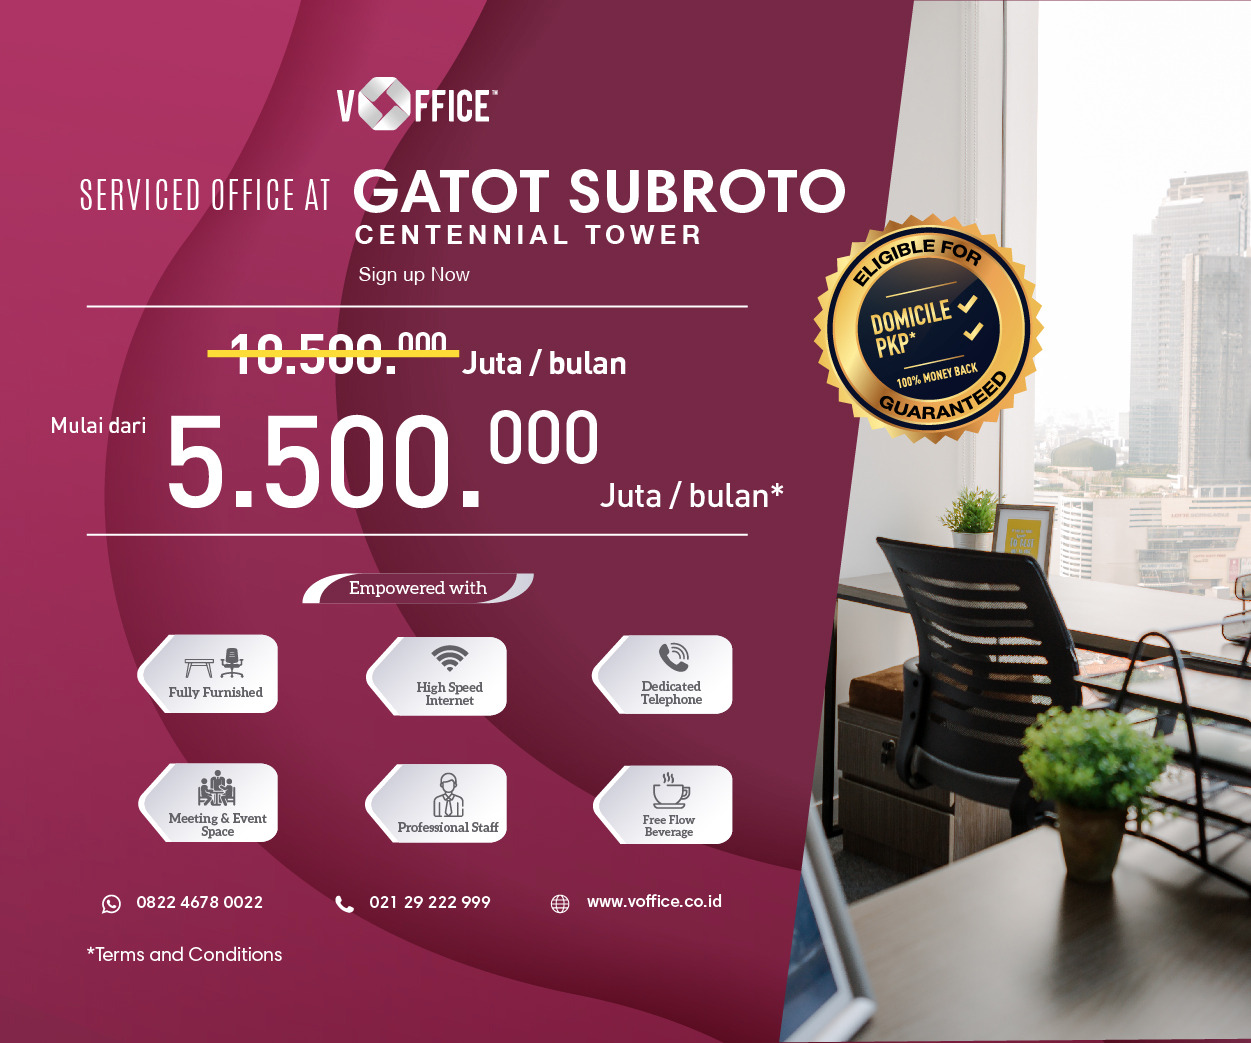 VOFFICE™
SERVICED OFFICE AT GATOT SUBROTO
CENTENNIAL TOWER
Sign up Now
10.500.000 Juta / bulan
Mulai dari 5.500.000 Juta / bulan*
ELIGIBLE FOR
DOMICILE
PKP*
100% MONEY BACK
GUARANTEED
Empowered with
Fully Furnished
High Speed
Internet
Dedicated
Telephone
Meeting & Event
Space
Professional Staff
Free Flow
Beverage
0822 4678 0022
021 29 222 999
www.voffice.co.id
*Terms and Conditions